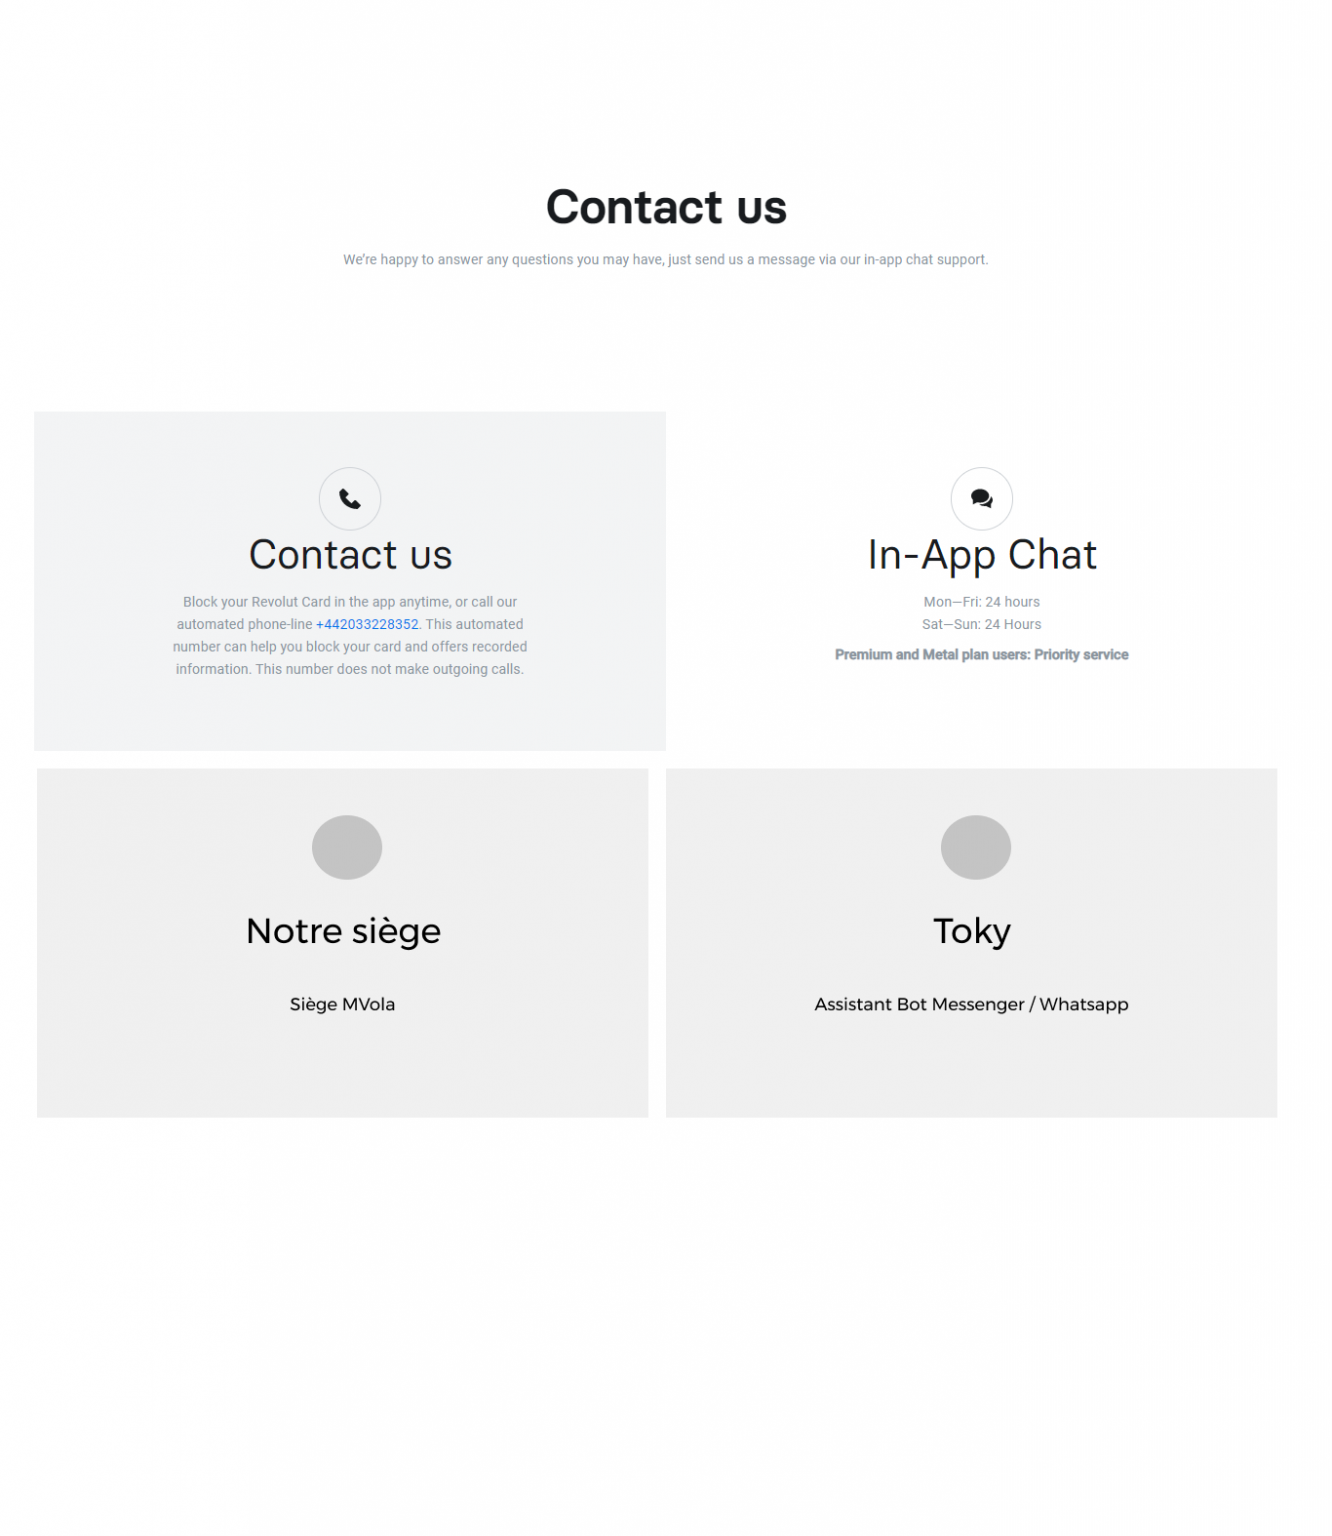 Contact us
We're happy to answer any questions you may have, just send us a message via our in-app chat support.
Contact us
Block your Revolut Card in the app anytime, or call our
automated phone-line +442033228352. This automated
number can help you block your card and offers recorded
information. This number does not make outgoing calls.
In-App Chat
Mon—Fri: 24 hours
Sat—Sun: 24 Hours
Premium and Metal plan users: Priority service
Notre siège
Siège MVola
Toky
Assistant Bot Messenger / Whatsapp